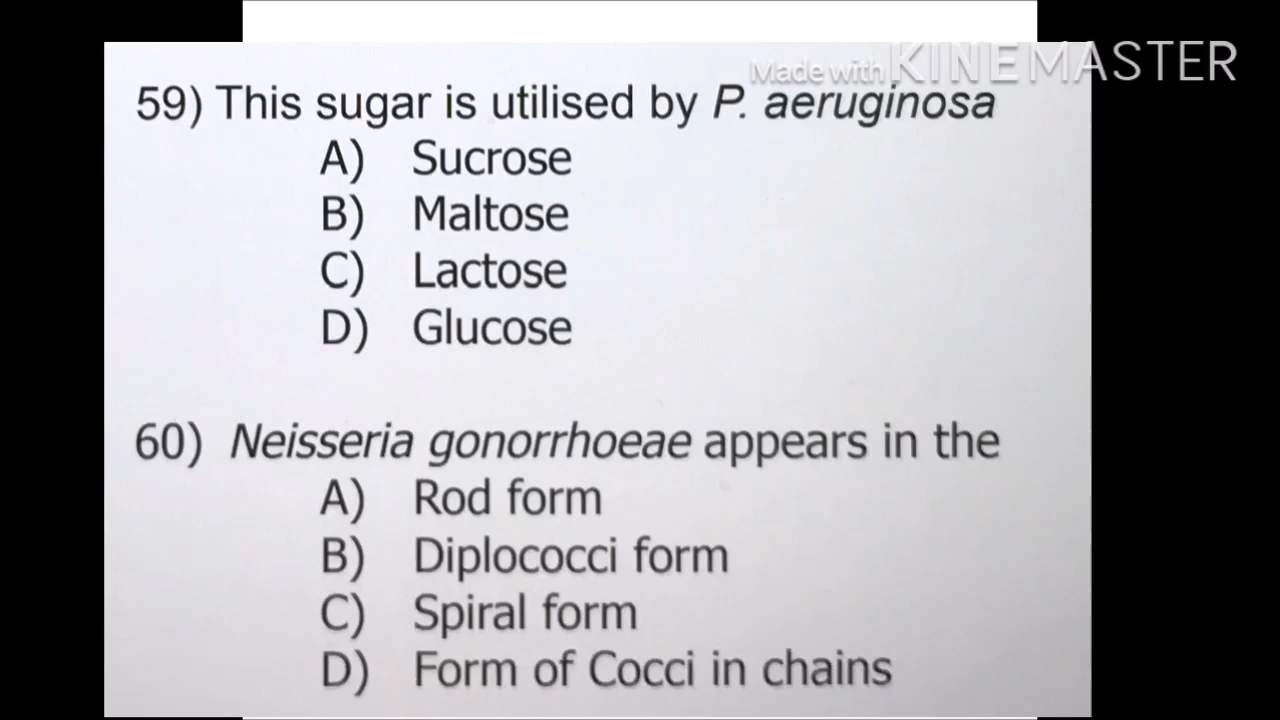 Made with KINEMASTER
59) This sugar is utilised by P. aeruginosa
A) Sucrose
B) Maltose
C) Lactose
D) Glucose
60) Neisseria gonorrhoeae appears in the
A) Rod form
B) Diplococci form
C) Spiral form
D) Form of Cocci in chains